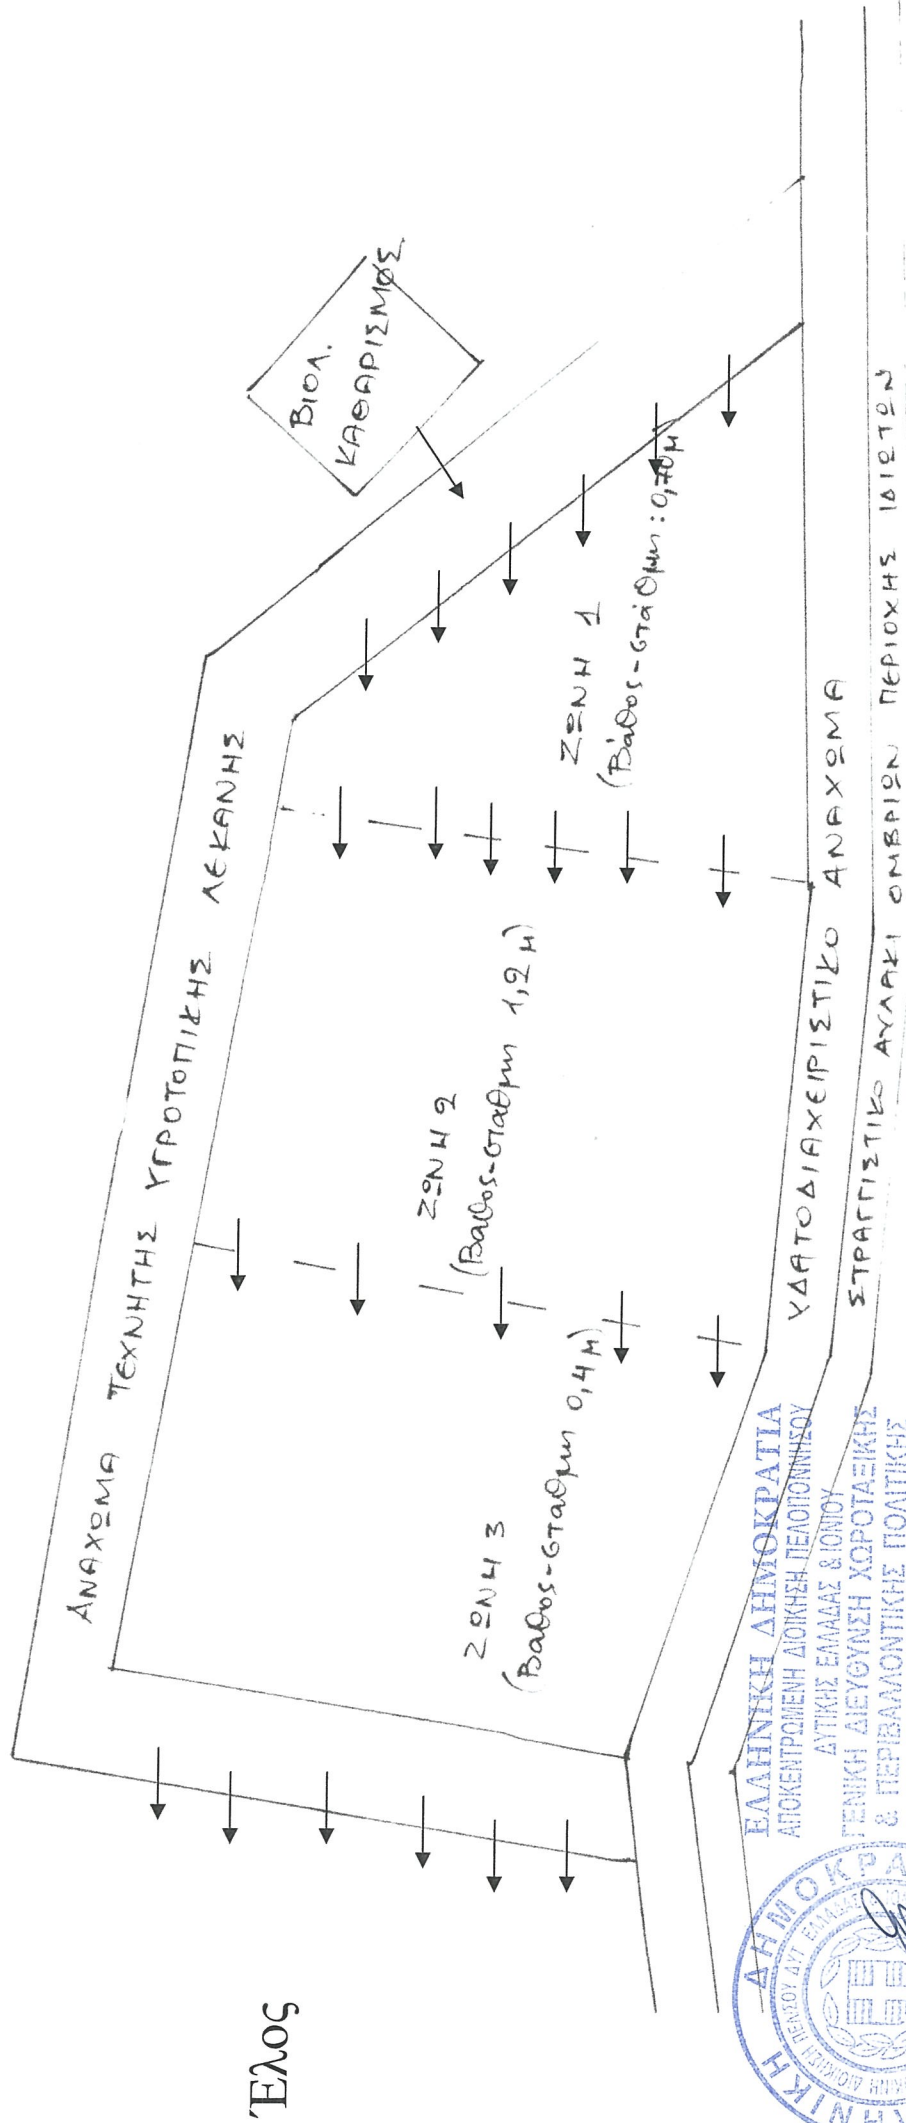 Έλος
ΑΝΑΧΩΜΑ ΤΕΧΝΗΤΗΣ ΥΓΡΟΤΟΠΙΚΗΣ ΛΕΚΑΝΗΣ
ΒΙΟΛ.
ΚΑΘΑΡΙΣΜΟΣ
ΖΩΝΗ 3
(Βαθος-σταθμη 0,4 μ)
ΖΩΝΗ 2
(Βαθος-σταθμη 1,2 μ)
ΖΩΝΗ 1
(Βάθος-στάθμη: 0,70μ
ΥΔΑΤΟΔΙΑΧΕΙΡΙΣΤΙΚΟ ΑΝΑΧΩΜΑ
ΣΤΡΑΓΓΙΣΤΙΚΟ ΑΥΛΑΚΙ ΟΜΒΡΙΩΝ ΠΕΡΙΟΧΗΣ ΙΔΙΩΤΩΝ
ΕΛΛΗΝΙΚΗ ΔΗΜΟΚΡΑΤΙΑ
ΑΠΟΚΕΝΤΡΩΜΕΝΗ ΔΙΟΙΚΗΣΗ ΠΕΛΟΠΟΝΝΗΣΟΥ
ΔΥΤΙΚΗΣ ΕΛΛΑΔΑΣ & ΙΟΝΙΟΥ
ΓΕΝΙΚΗ ΔΙΕΥΘΥΝΣΗ ΧΩΡΟΤΑΞΙΚΗΣ
& ΠΕΡΙΒΑΛΛΟΝΤΙΚΗΣ ΠΟΛΙΤΙΚΗΣ